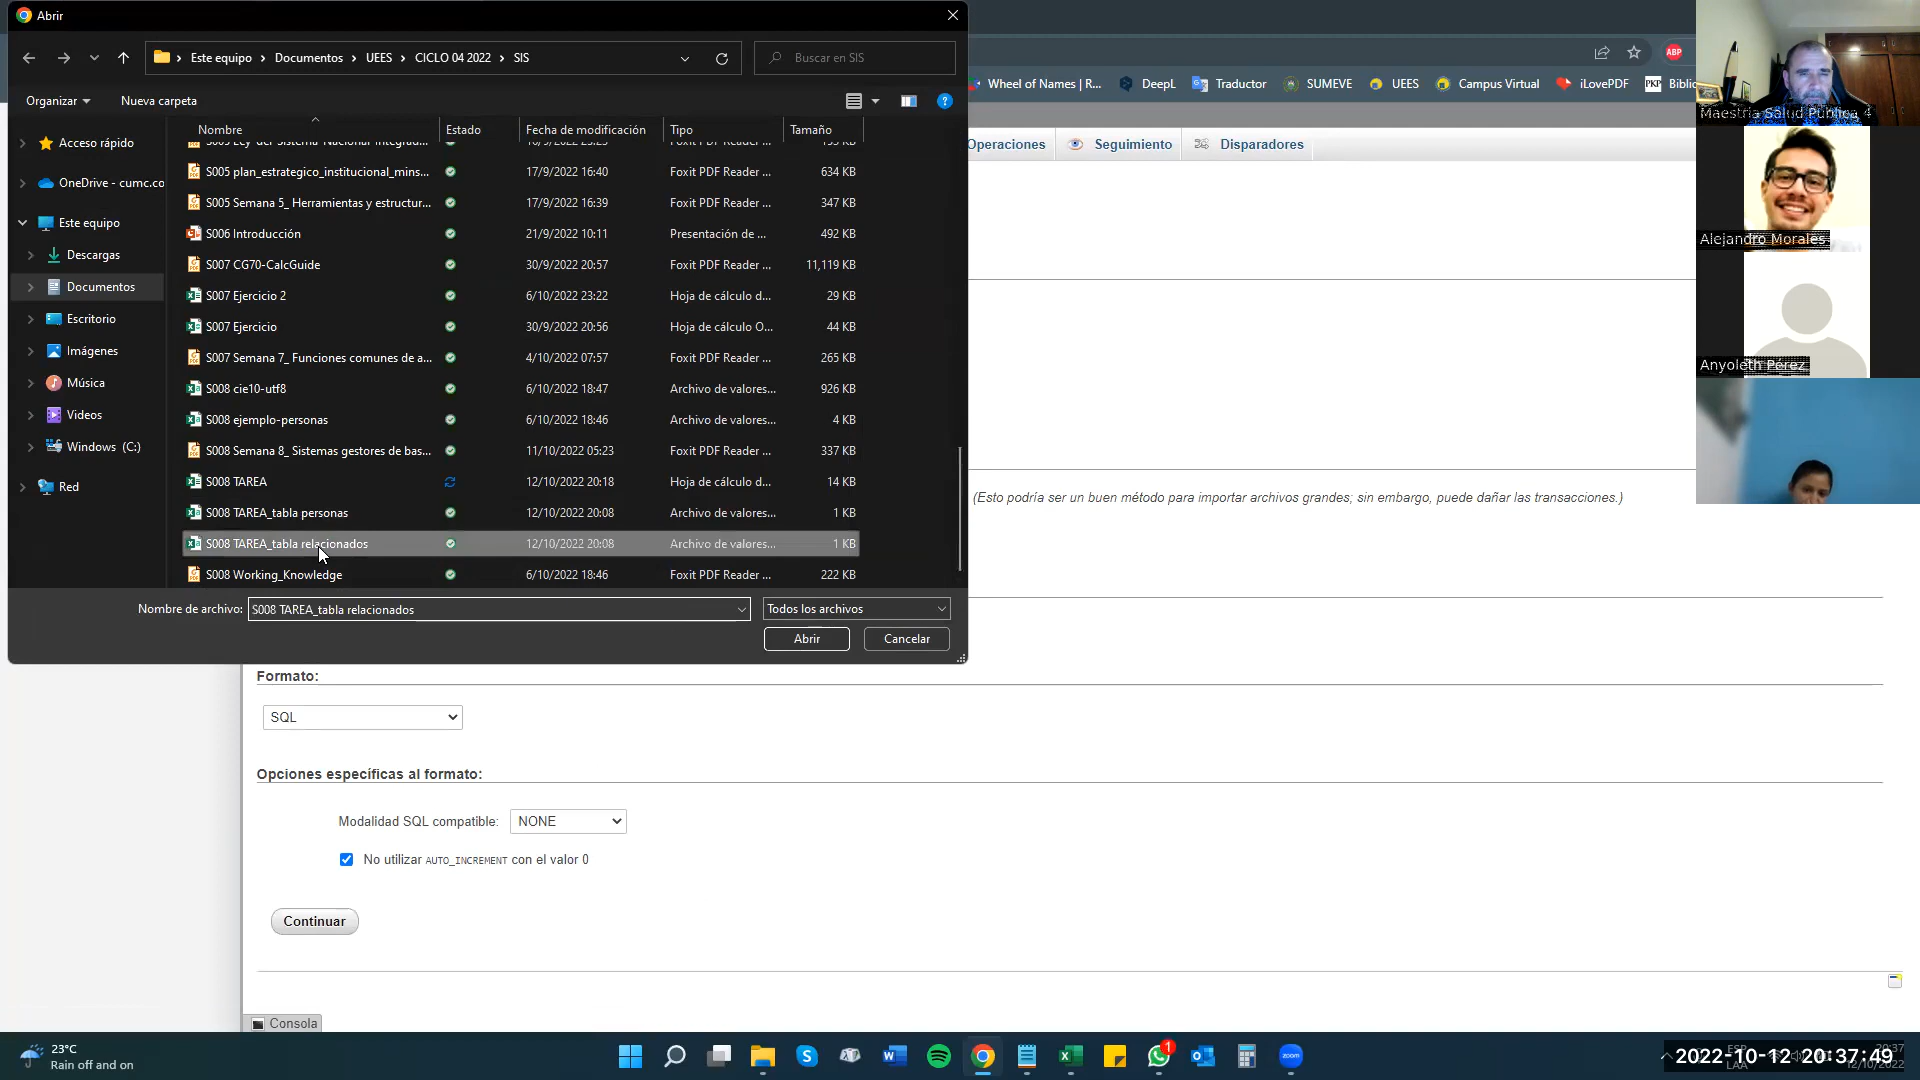 Abrir
Este equipo > Documentos > UEES > CICLO 04 2022 > SIS
Buscar en SIS
Organizar
Nueva carpeta
Nombre Estado Fecha de modificación Tipo Tamaño
S005 plan_estrategico_institucional_mins... 17/9/2022 16:40 Foxit PDF Reader ... 634 KB
S005 Semana 5_ Herramientas y estructur... 17/9/2022 16:39 Foxit PDF Reader ... 347 KB
S006 Introducción 21/9/2022 10:11 Presentación de ... 492 KB
S007 CG70-CalcGuide 30/9/2022 20:57 Foxit PDF Reader ... 11,119 KB
S007 Ejercicio 2 6/10/2022 23:22 Hoja de cálculo d... 29 KB
S007 Ejercicio 30/9/2022 20:56 Hoja de cálculo O... 44 KB
S007 Semana 7_ Funciones comunes de a... 4/10/2022 07:57 Foxit PDF Reader ... 265 KB
S008 cie10-utf8 6/10/2022 18:47 Archivo de valores... 926 KB
S008 ejemplo-personas 6/10/2022 18:46 Archivo de valores... 4 KB
S008 Semana 8_ Sistemas gestores de bas... 11/10/2022 05:23 Foxit PDF Reader ... 337 KB
S008 TAREA 12/10/2022 20:18 Hoja de cálculo d... 14 KB
S008 TAREA_tabla personas 12/10/2022 20:08 Archivo de valores... 1 KB
S008 TAREA_tabla relacionados 12/10/2022 20:08 Archivo de valores... 1 KB
S008 Working_Knowledge 6/10/2022 18:46 Foxit PDF Reader ... 222 KB
Acceso rápido
OneDrive - cumc.co
Este equipo
Descargas
Documentos
Escritorio
Imágenes
Música
Videos
Windows (C:)
Red
Nombre de archivo: S008 TAREA_tabla relacionados
Todos los archivos
Abrir
Cancelar
ABP
Wheel of Names | R...
DeepL
Traductor
SUMEVE
UEES
Campus Virtual
iLovePDF
PKP Biblio
Operaciones
Seguimiento
Disparadores
(Esto podría ser un buen método para importar archivos grandes; sin embargo, puede dañar las transacciones.)
Formato:
SQL
Opciones específicas al formato:
Modalidad SQL compatible: NONE
No utilizar AUTO_INCREMENT con el valor 0
Continuar
Consola
Maestria Salud Publica 4
Alejandro Morales
Anyoleth Pérez
23°C
Rain off and on
zoom
1
2022-10-12 20:37:49